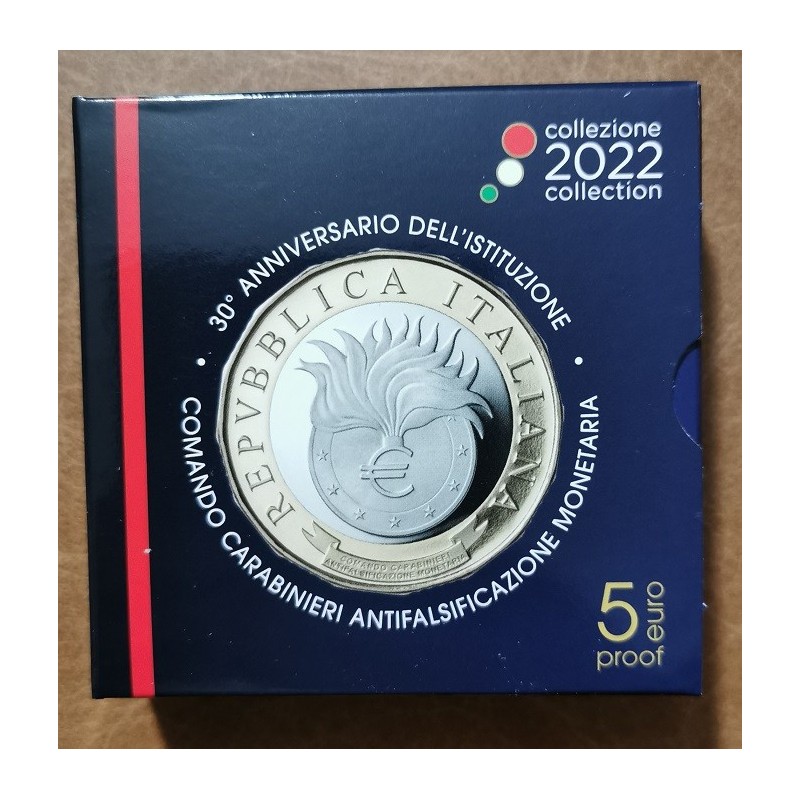 collezione
2022
collection
30° ANNIVERSARIO DELL'ISTITUZIONE
• COMANDO CARABINIERI ANTIFALSIFICAZIONE MONETARIA •
REPVBBLICA ITALIANA
€
COMANDO CARABINIERI
ANTIFALSIFICAZIONE MONETARIA
5 euro
proof